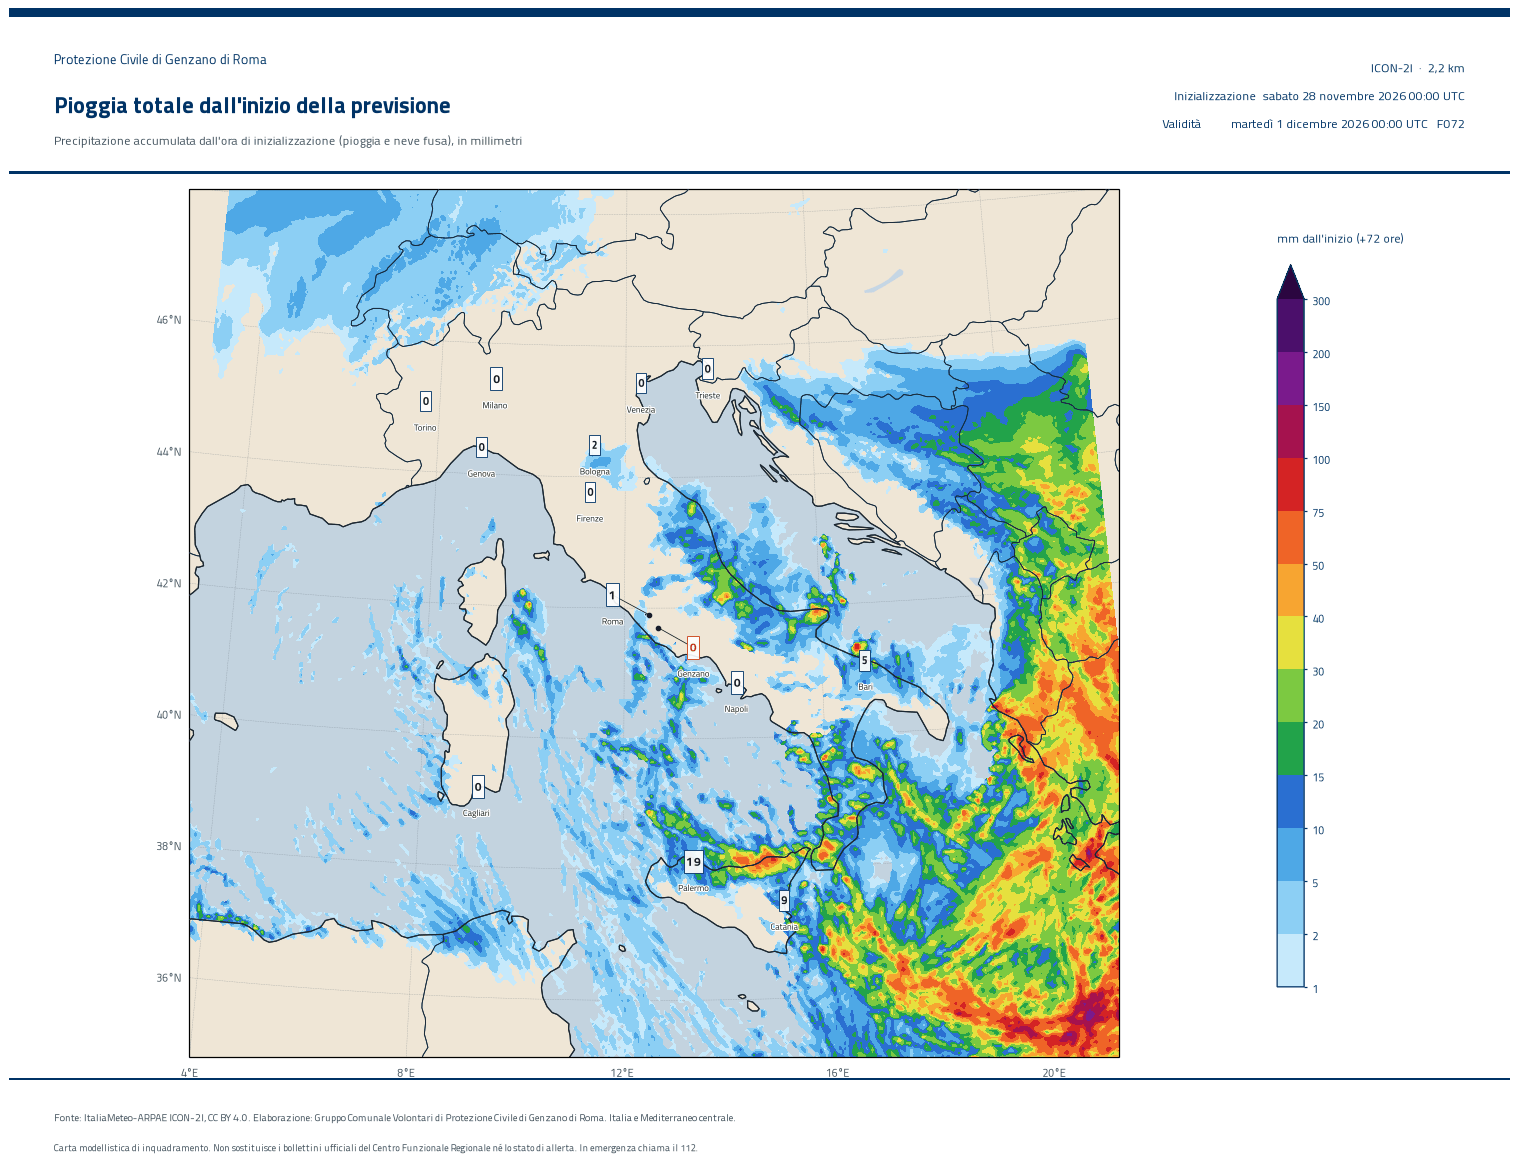 Protezione Civile di Genzano di Roma
Pioggia totale dall'inizio della previsione
Precipitazione accumulata dall'ora di inizializzazione (pioggia e neve fusa), in millimetri
ICON-2I · 2,2 km
Inizializzazione sabato 28 novembre 2026 00:00 UTC
Validità martedì 1 dicembre 2026 00:00 UTC F072
mm dall'inizio (+72 ore)
300
200
150
100
75
50
40
30
20
15
10
5
2
1
46°N
44°N
42°N
40°N
38°N
36°N
4°E
8°E
12°E
16°E
20°E
0
Trieste
0
Milano
0
Venezia
0
Torino
0
Genova
2
Bologna
0
Firenze
1
Roma
0
Genzano
5
Bari
0
Napoli
0
Cagliari
19
Palermo
9
Catania
Fonte: ItaliaMeteo-ARPAE ICON-2I, CC BY 4.0. Elaborazione: Gruppo Comunale Volontari di Protezione Civile di Genzano di Roma. Italia e Mediterraneo centrale.
Carta modellistica di inquadramento. Non sostituisce i bollettini ufficiali del Centro Funzionale Regionale né lo stato di allerta. In emergenza chiama il 112.